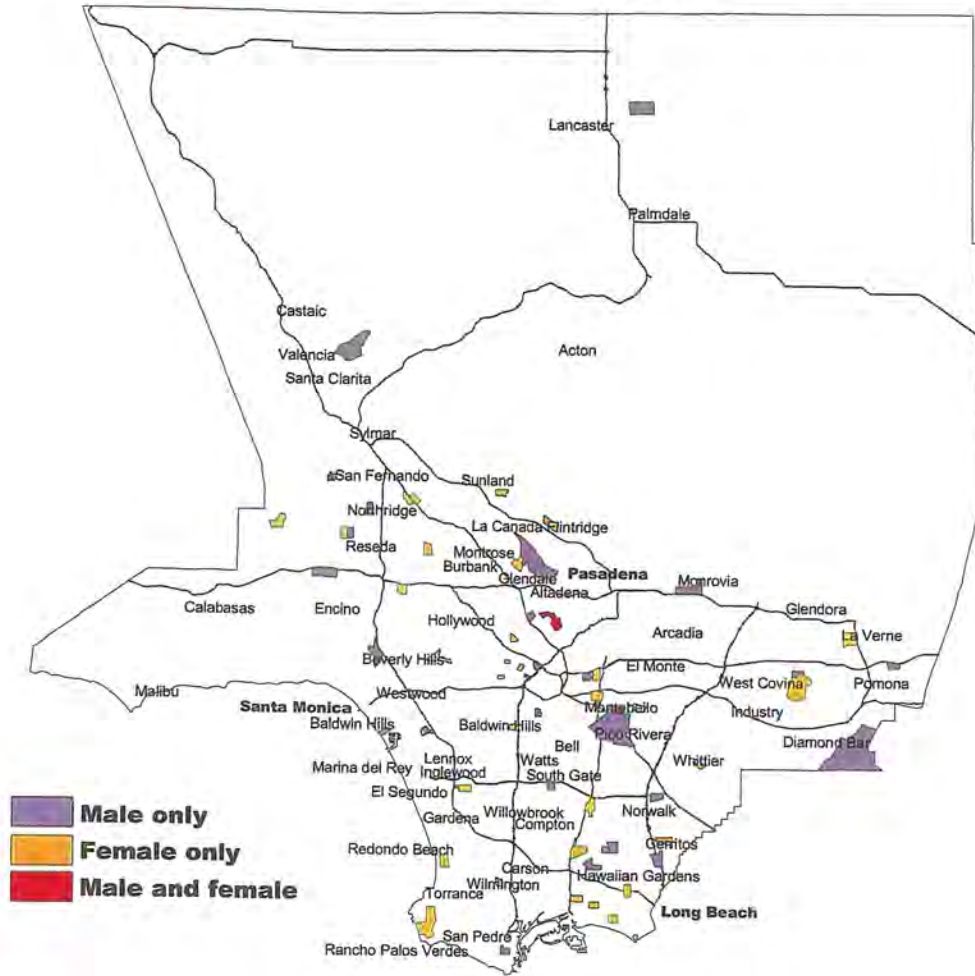 Lancaster
Palmdale
Castaic
Valencia
Acton
Santa Clarita
Sylmar
San Fernando
Sunland
Northridge
La Canada Flintridge
Reseda
Montrose
Burbank
Glendale
Pasadena
Monrovia
Altadena
Calabasas
Encino
Glendora
Hollywood
Arcadia
La Verne
Beverly Hills
El Monte
West Covina
Pomona
Malibu
Westwood
Santa Monica
Montebello
Industry
Baldwin Hills
Baldwin Hills
Pico Rivera
Diamond Bar
Bell
Marina del Rey
Lennox
Watts
Whittier
Inglewood
South Gate
El Segundo
Male only
Gardena
Willowbrook
Norwalk
Compton
Female only
Redondo Beach
Cerritos
Carson
Hawaiian Gardens
Male and female
Wilmington
Torrance
Long Beach
San Pedro
Rancho Palos Verdes